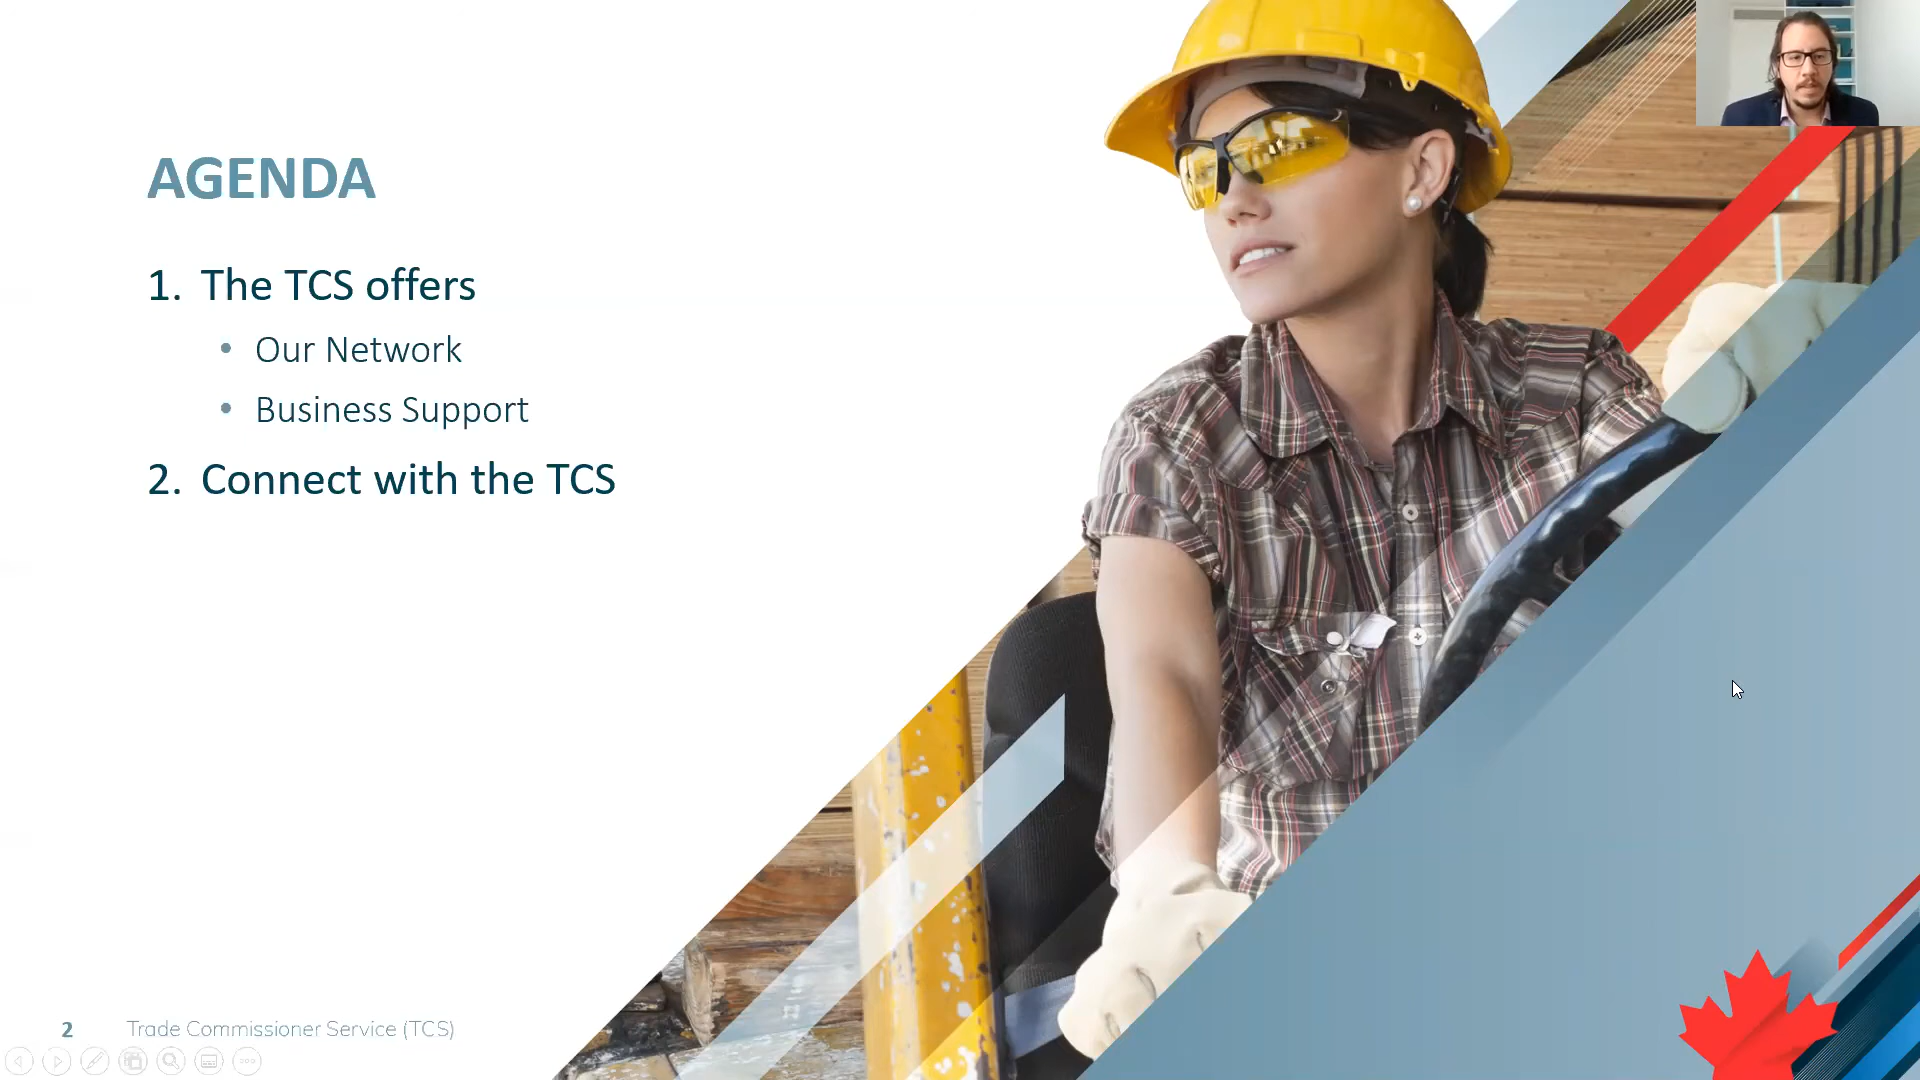 AGENDA
1. The TCS offers
• Our Network
• Business Support
2. Connect with the TCS
2 Trade Commissioner Service (TCS)